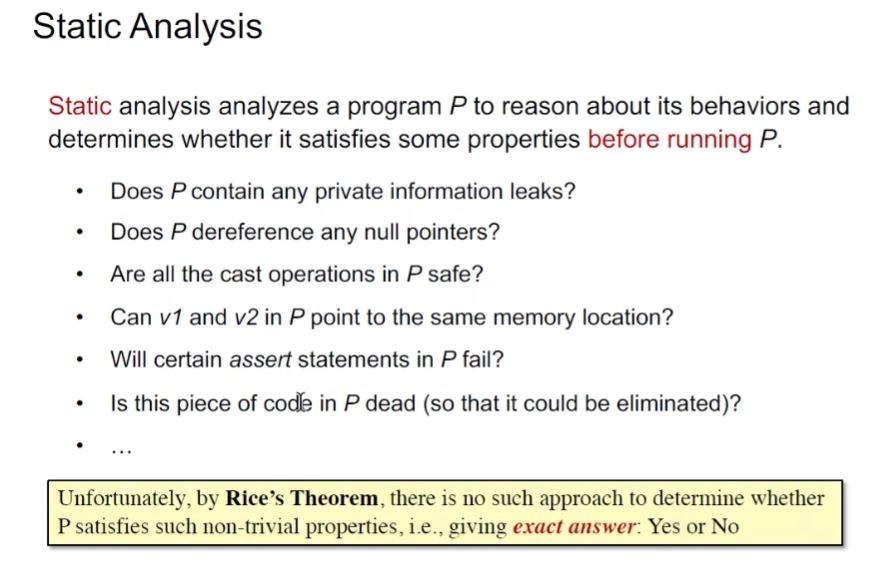 Static Analysis
Static analysis analyzes a program P to reason about its behaviors and
determines whether it satisfies some properties before running P.
• Does P contain any private information leaks?
• Does P dereference any null pointers?
• Are all the cast operations in P safe?
• Can v1 and v2 in P point to the same memory location?
• Will certain assert statements in P fail?
• Is this piece of code in P dead (so that it could be eliminated)?
• …
Unfortunately, by Rice’s Theorem, there is no such approach to determine whether
P satisfies such non-trivial properties, i.e., giving exact answer: Yes or No